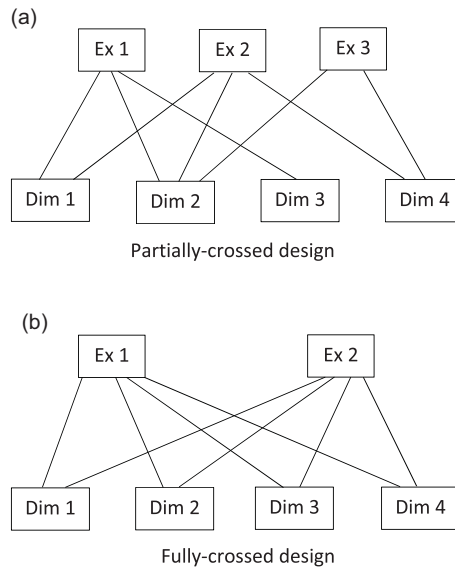 (a)
Ex 1 Ex 2 Ex 3
Dim 1 Dim 2 Dim 3 Dim 4
Partially-crossed design
(b)
Ex 1 Ex 2
Dim 1 Dim 2 Dim 3 Dim 4
Fully-crossed design